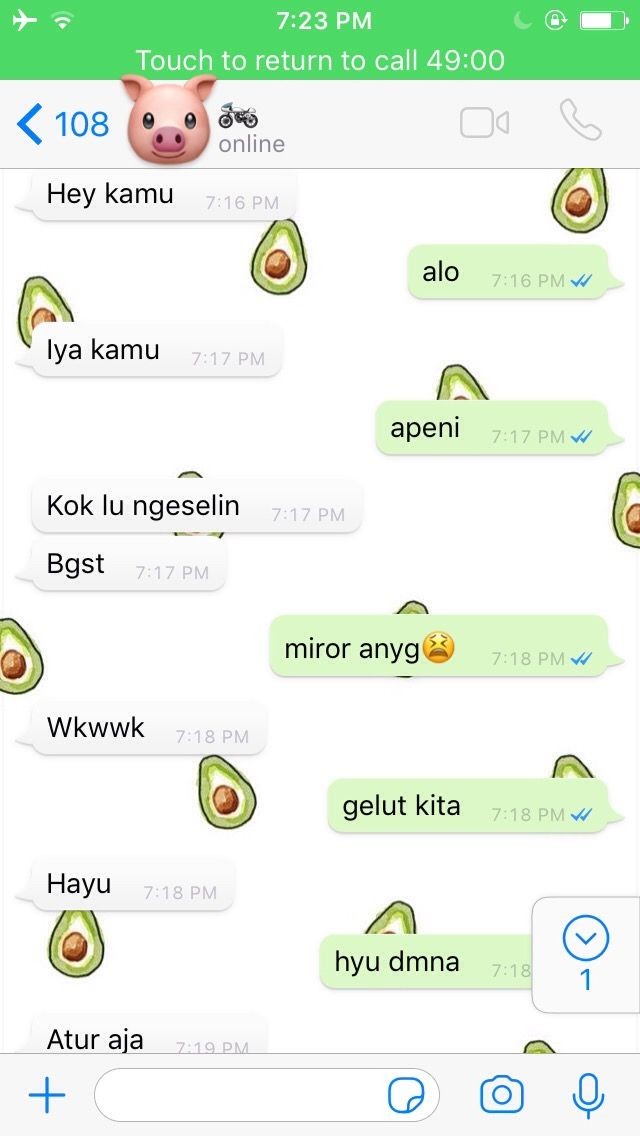 7:23 PM
Touch to return to call 49:00
108
online
Hey kamu 7:16 PM
alo 7:16 PM
Iya kamu 7:17 PM
apeni 7:17 PM
Kok lu ngeselin 7:17 PM
Bgst 7:17 PM
miror anyg😫 7:18 PM
Wkwwk 7:18 PM
gelut kita 7:18 PM
Hayu 7:18 PM
hyu dmna 7:18
1
Atur aja 7:19 PM